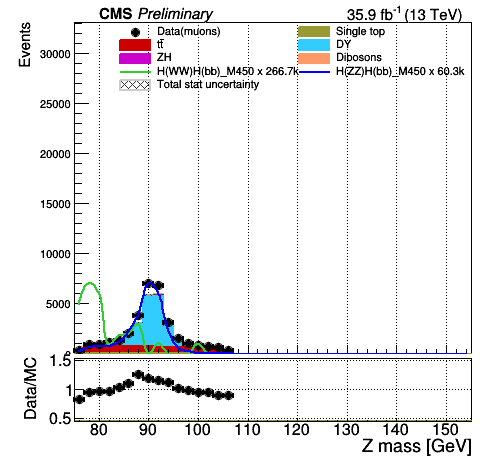 CMS Preliminary 35.9 fb⁻¹ (13 TeV)
Events
Data(muions) Single top
tt̄ DY
ZH Dibosons
H(WW)H(bb)_M450 x 266.7k H(ZZ)H(bb)_M450 x 60.3k
Total stat uncertainty
30000
25000
20000
15000
10000
5000
0
Data/MC
1.5
1
0.5
80 90 100 110 120 130 140 150
Z mass [GeV]